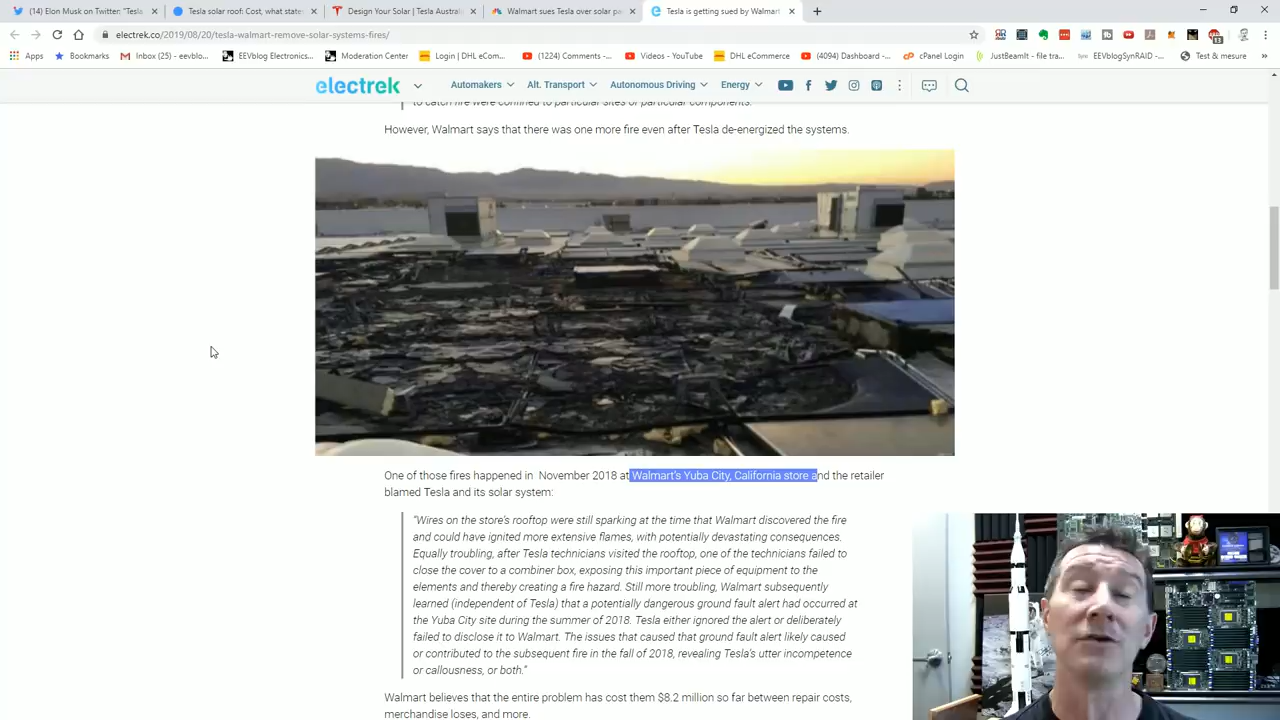 (14) Elon Musk on Twitter: "Tesla
Tesla solar roof: Cost, what state
Design Your Solar | Tesla Austral
Walmart sues Tesla over solar pa
Tesla is getting sued by Walmart
electrek.co/2019/08/20/tesla-walmart-remove-solar-systems-fires/
Apps
Bookmarks
Inbox (25) - eevblo...
EEVblog Electronics...
Moderation Center
Login | DHL eCom...
(1224) Comments -...
Videos - YouTube
DHL eCommerce
(4094) Dashboard -...
cPanel Login
JustBeamIt - file tra...
EEVblogSynRAID -...
Test & mesure
electrek
Automakers
Alt. Transport
Autonomous Driving
Energy
to catch fire were confined to particular sites or particular components.
However, Walmart says that there was one more fire even after Tesla de-energized the systems.
One of those fires happened in November 2018 at Walmart's Yuba City, California store and the retailer
blamed Tesla and its solar system:
"Wires on the store's rooftop were still sparking at the time that Walmart discovered the fire
and could have ignited more extensive flames, with potentially devastating consequences.
Equally troubling, after Tesla technicians visited the rooftop, one of the technicians failed to
close the cover to a combiner box, exposing this important piece of equipment to the
elements and thereby creating a fire hazard. Still more troubling, Walmart subsequently
learned (independent of Tesla) that a potentially dangerous ground fault alert had occurred at
the Yuba City store during the summer of 2018. Tesla either ignored the alert or deliberately
failed to disclose it to Walmart. The issues that caused that ground fault alert likely caused
or contributed to the subsequent fire in the fall of 2018, revealing Tesla's utter incompetence
or callousness, or both."
Walmart believes that the entire problem has cost them $8.2 million so far between repair costs,
merchandise loses, and more.